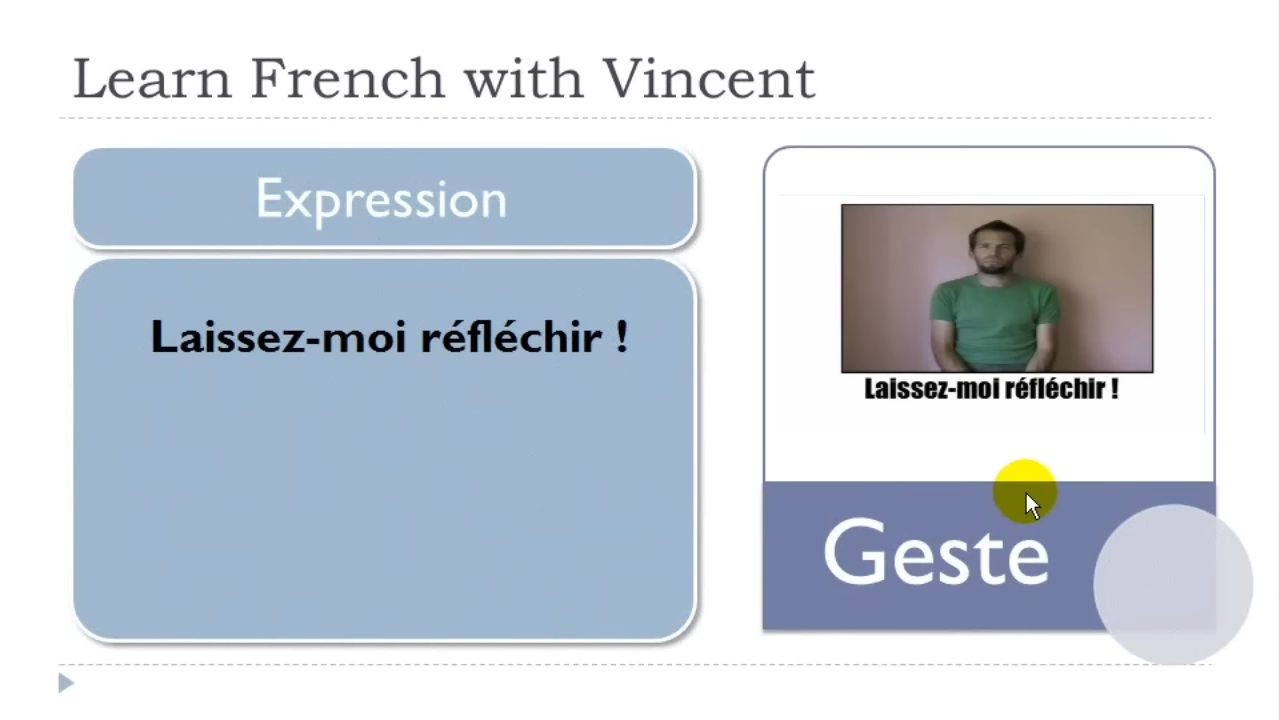 Learn French with Vincent
Expression
Laissez-moi réfléchir !
Laissez-moi réfléchir !
Geste